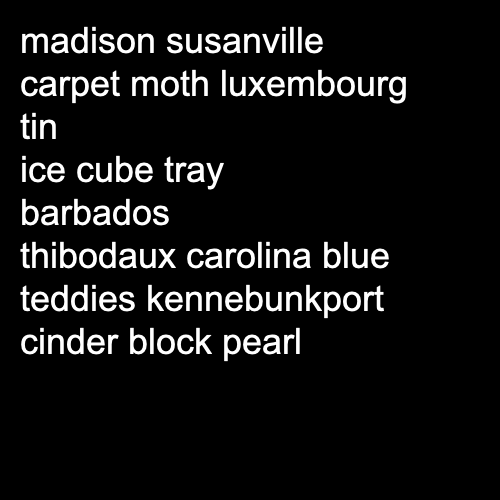 madison susanville
carpet moth luxembourg
tin
ice cube tray
barbados
thibodaux carolina blue
teddies kennebunkport
cinder block pearl